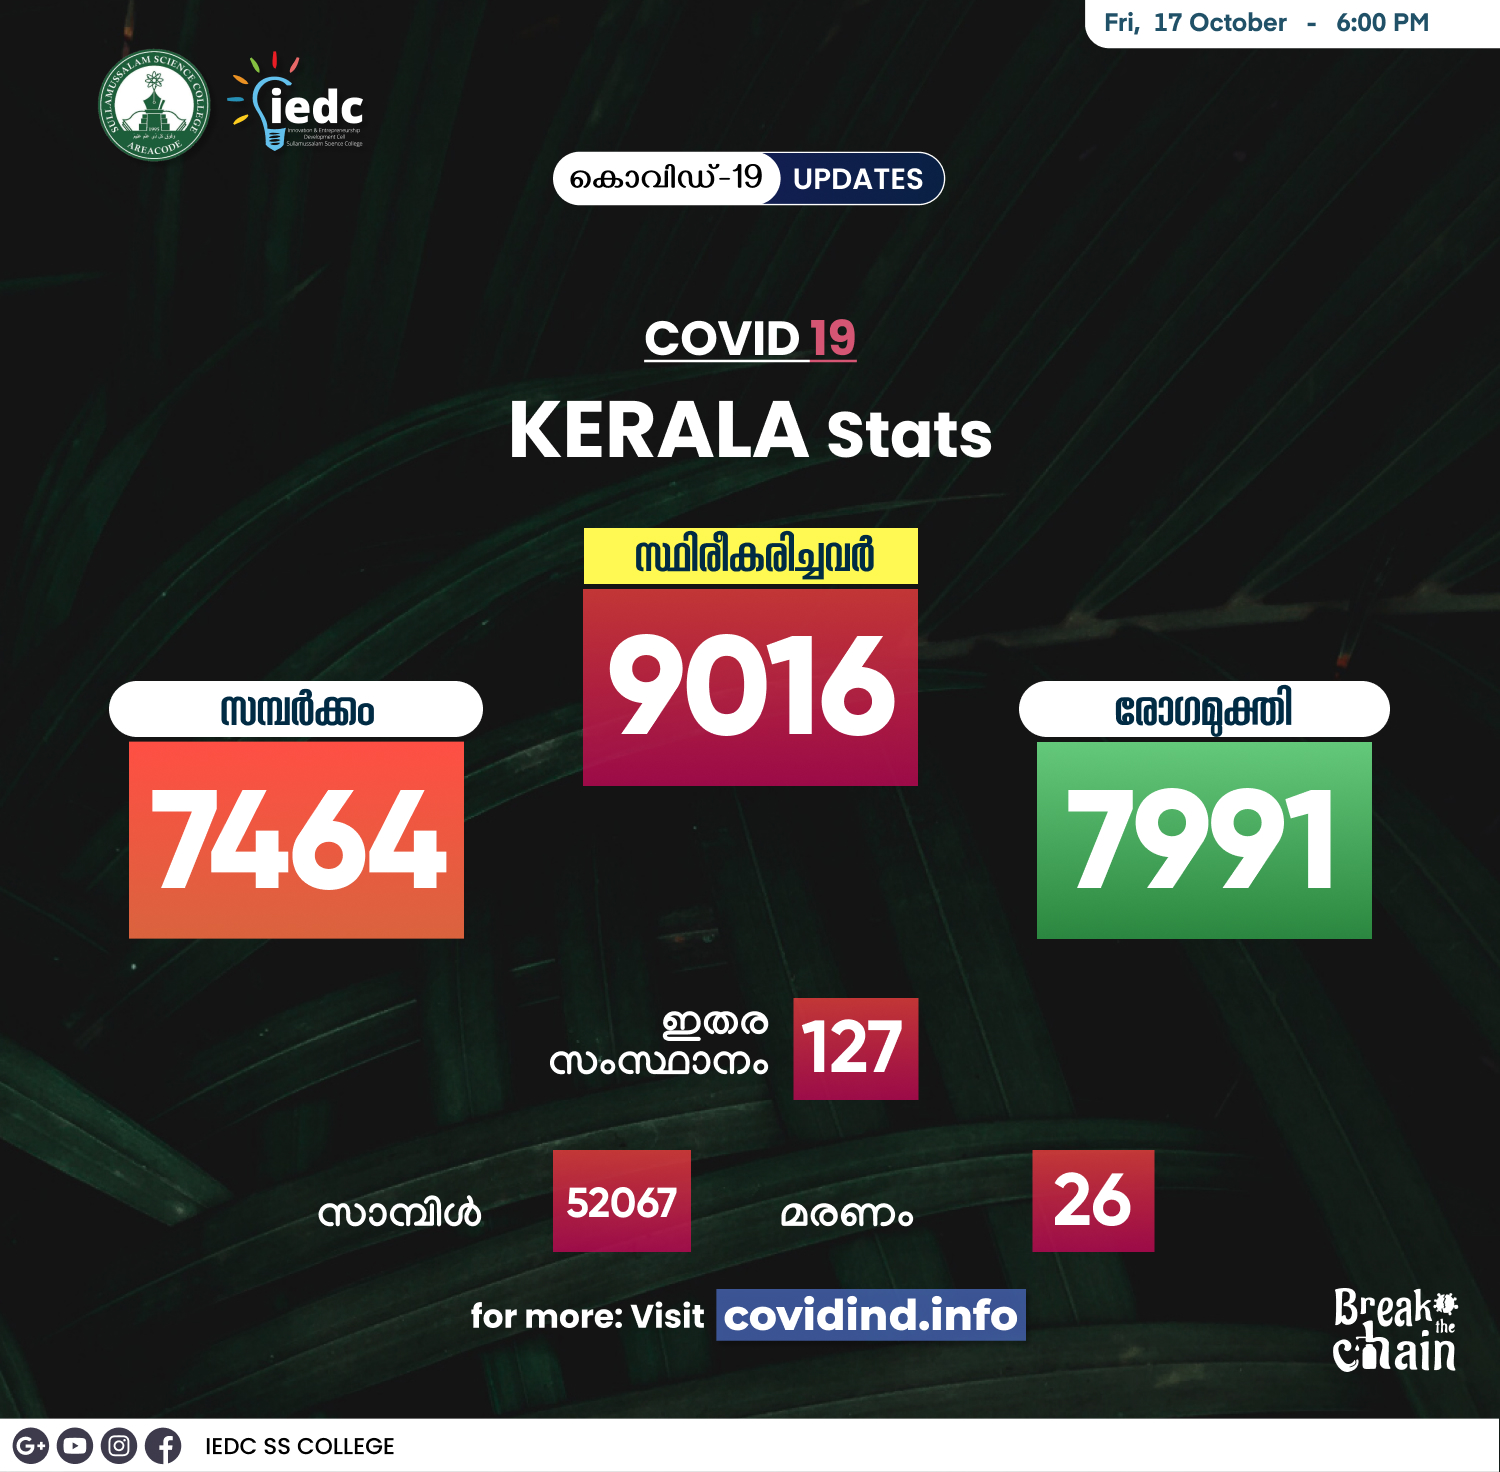 Fri, 17 October - 6:00 PM
SULLAMUSSALAM SCIENCE COLLEGE
1995
AREACODE
iedc
Innovation & Entrepreneurship
Development Cell
Sullamussalam Science College
കൊവിഡ്-19 UPDATES
COVID 19
KERALA Stats
സ്ഥിരീകരിച്ചവർ
9016
സമ്പർക്കം
7464
രോഗമുക്തി
7991
ഇതര
സംസ്ഥാനം
127
സാമ്പിൾ 52067 മരണം 26
for more: Visit covidind.info
Break
the
chain
IEDC SS COLLEGE